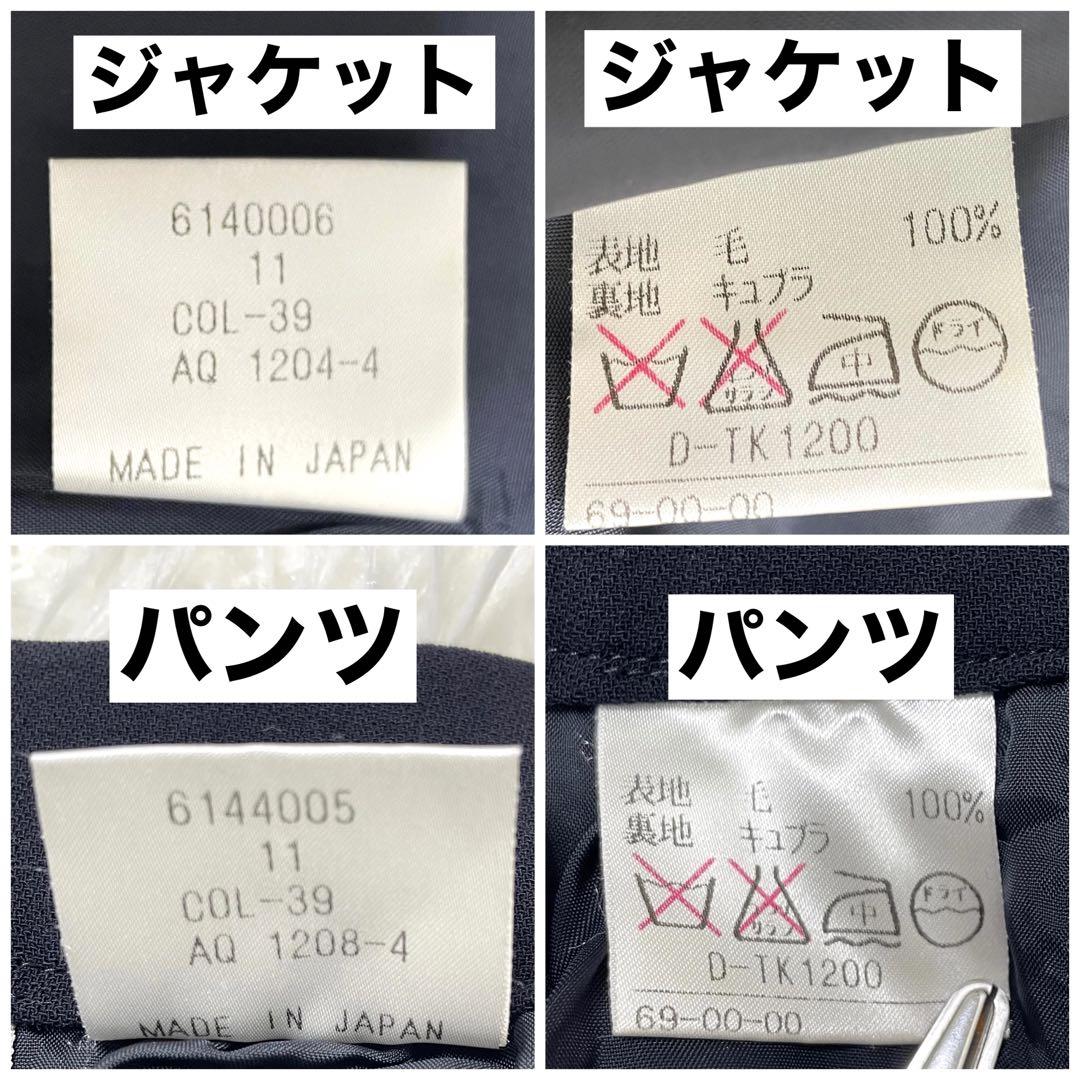 ジャケット
6140006
11
COL-39
AQ 1204-4
MADE IN JAPAN
ジャケット
表地 毛 100%
裏地 キュプラ
中 ドライ
D-TK1200
69-00-00
パンツ
6144005
11
COL-39
AQ 1208-4
MADE IN JAPAN
パンツ
表地 毛 100%
裏地 キュプラ
中 ドライ
D-TK1200
69-00-00